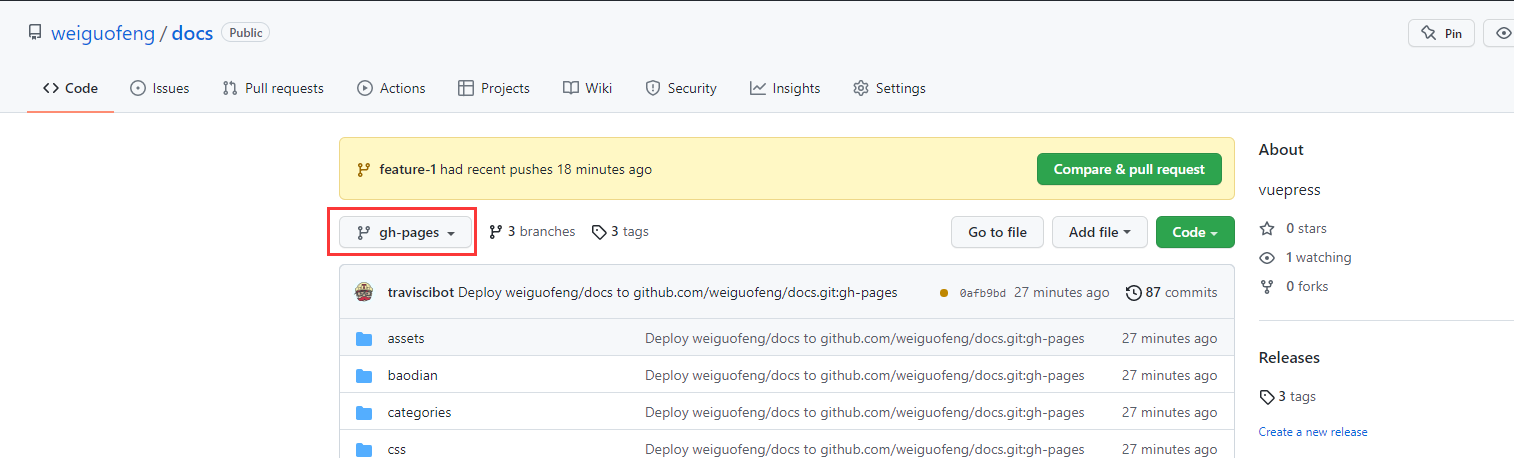 weiguofeng / docs Public
Pin
Code Issues Pull requests Actions Projects Wiki Security Insights Settings
feature-1 had recent pushes 18 minutes ago
Compare & pull request
gh-pages 3 branches 3 tags
Go to file Add file Code
traviscibot Deploy weiguofeng/docs to github.com/weiguofeng/docs.git:gh-pages 0afb9bd 27 minutes ago 87 commits
assets Deploy weiguofeng/docs to github.com/weiguofeng/docs.git:gh-pages 27 minutes ago
baodian Deploy weiguofeng/docs to github.com/weiguofeng/docs.git:gh-pages 27 minutes ago
categories Deploy weiguofeng/docs to github.com/weiguofeng/docs.git:gh-pages 27 minutes ago
css Deploy weiguofeng/docs to github.com/weiguofeng/docs.git:gh-pages 27 minutes ago
About
vuepress
0 stars
1 watching
0 forks
Releases
3 tags
Create a new release